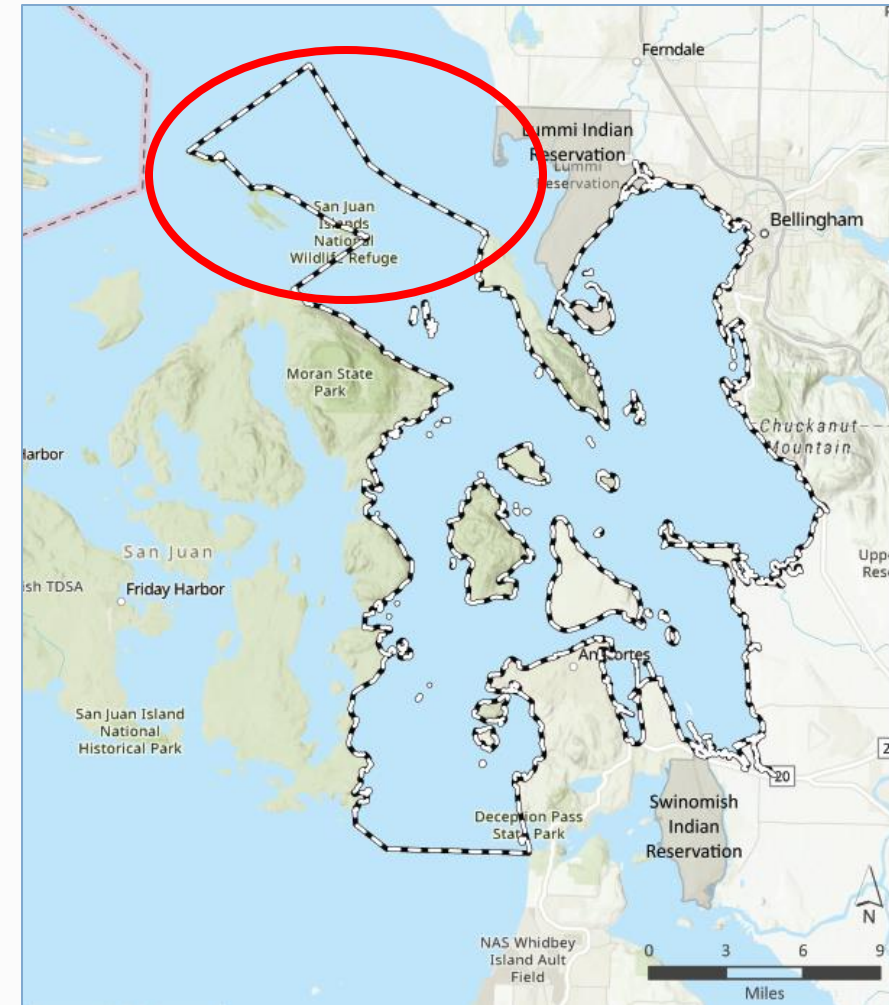 Ferndale
Lummi Indian
Reservation
Lummi
Reservation
Bellingham
San Juan
Islands
National
Wildlife Refuge
Moran State
Park
Chuckanut
Mountain
Harbor
San Juan
ish TDSA
Friday Harbor
Uppe
Res
Anacortes
San Juan Island
National
Historical Park
20
2
Deception Pass
State Park
Swinomish
Indian
Reservation
N
NAS Whidbey
Island Ault
Field
0 3 6 9
Miles